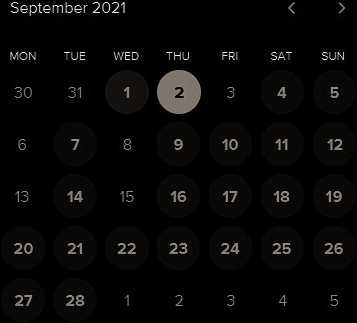 September 2021
MON TUE WED THU FRI SAT SUN
30 31 1 2 3 4 5
6 7 8 9 10 11 12
13 14 15 16 17 18 19
20 21 22 23 24 25 26
27 28 1 2 3 4 5